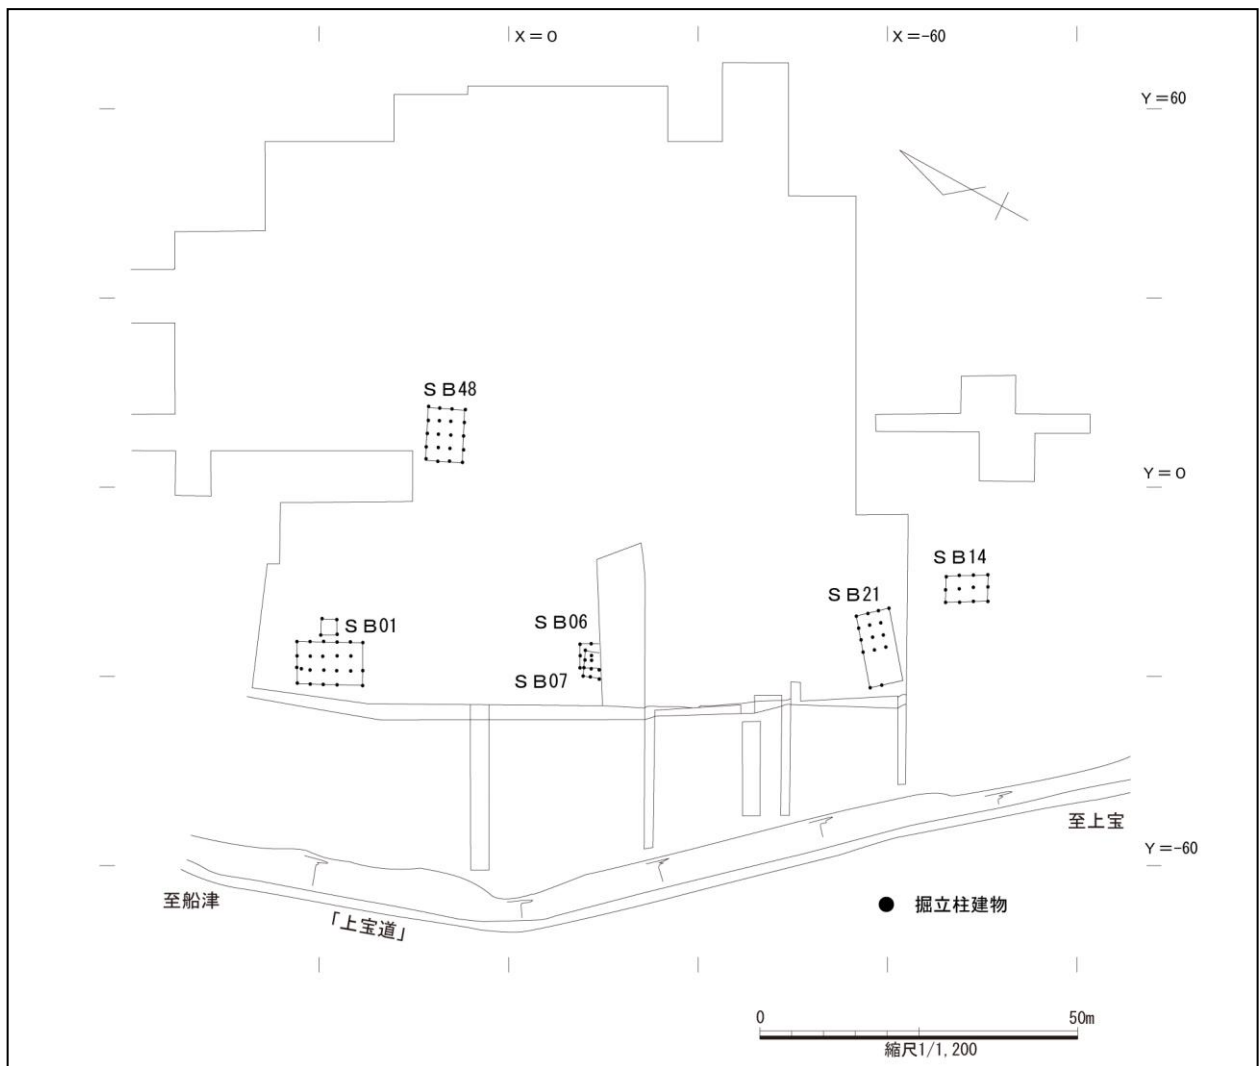 X=0
X=-60
Y=60
SB48
Y=0
SB14
SB21
SB06
SB01
SB07
至上宝
Y=-60
至船津
「上宝道」
● 掘立柱建物
0 50m
縮尺1/1,200